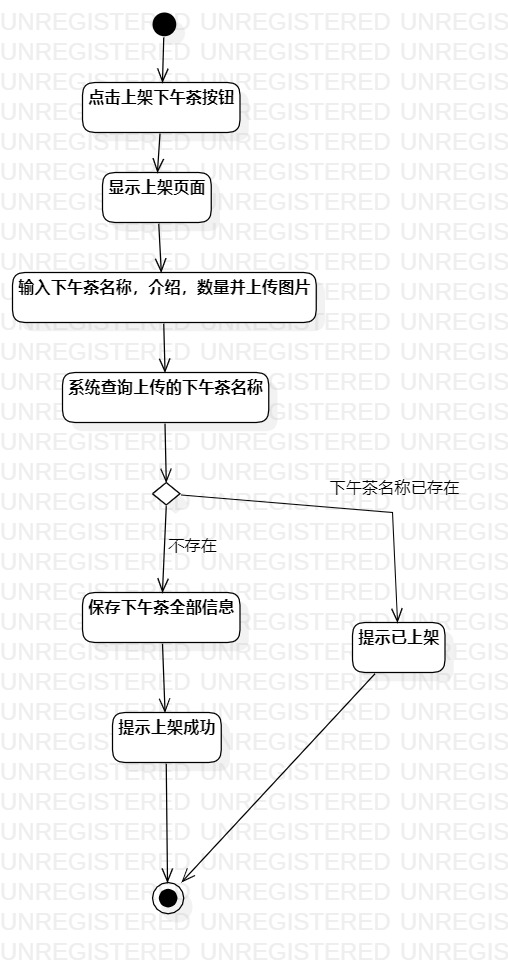 点击上架下午茶按钮
显示上架页面
输入下午茶名称，介绍，数量并上传图片
系统查询上传的下午茶名称
下午茶名称已存在
不存在
保存下午茶全部信息
提示已上架
提示上架成功
UNREGISTERED